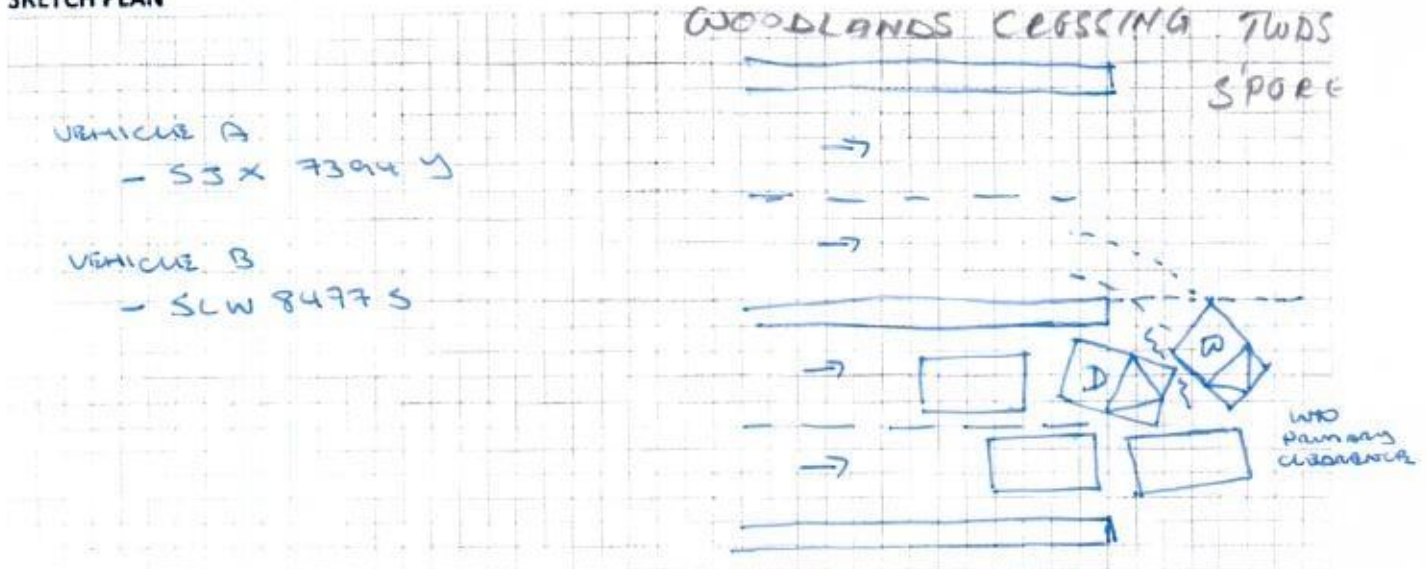 SKETCH PLAN
WOODLANDS CROSSING TWDS
S'PORE
VEHICLE A
- SJX 7394 Y
VEHICLE B
- SLW 8477 S
PRIMARY
CLEARANCE